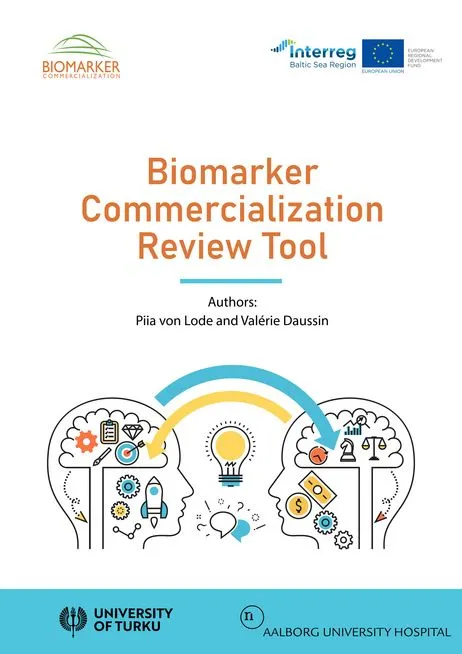 BIOMARKER
COMMERCIALIZATION
Interreg
Baltic Sea Region
EUROPEAN UNION
EUROPEAN
REGIONAL
DEVELOPMENT
FUND
Biomarker
Commercialization
Review Tool
Authors:
Piia von Lode and Valérie Daussin
$
? !
UNIVERSITY
OF TURKU
n
AALBORG UNIVERSITY HOSPITAL